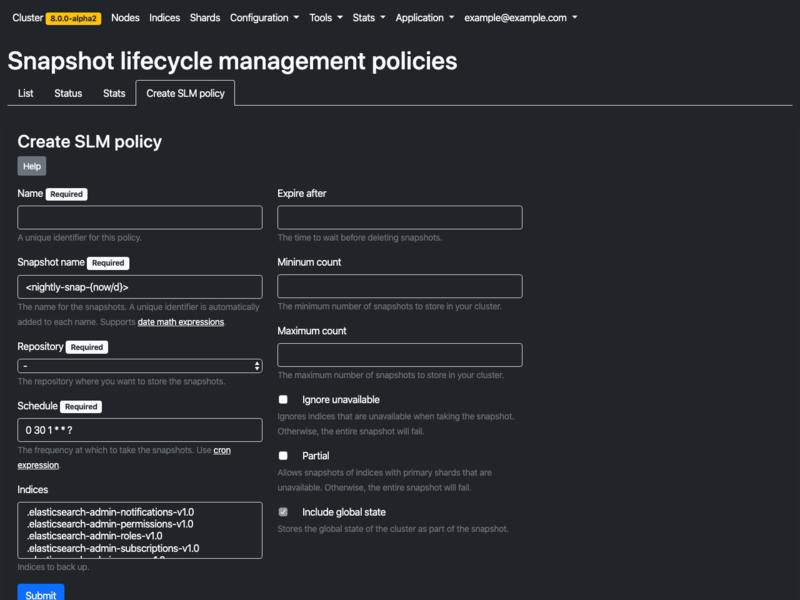 Cluster 8.0.0-alpha2 Nodes Indices Shards Configuration Tools Stats Application example@example.com
Snapshot lifecycle management policies
List Status Stats Create SLM policy
Create SLM policy
Help
Name Required
A unique identifier for this policy.
Snapshot name Required
<nightly-snap-{now/d}>
The name for the snapshots. A unique identifier is automatically
added to each name. Supports date math expressions.
Repository Required
-
The repository where you want to store the snapshots.
Schedule Required
0 30 1 * * ?
The frequency at which to take the snapshots. Use cron
expression.
Indices
.elasticsearch-admin-notifications-v1.0
.elasticsearch-admin-permissions-v1.0
.elasticsearch-admin-roles-v1.0
.elasticsearch-admin-subscriptions-v1.0
Indices to back up.
Submit
Expire after
The time to wait before deleting snapshots.
Mininum count
The minimum number of snapshots to store in your cluster.
Maximum count
The maximum number of snapshots to store in your cluster.
Ignore unavailable
Ignores indices that are unavailable when taking the snapshot.
Otherwise, the entire snapshot will fail.
Partial
Allows snapshots of indices with primary shards that are
unavailable. Otherwise, the entire snapshot will fail.
Include global state
Stores the global state of the cluster as part of the snapshot.